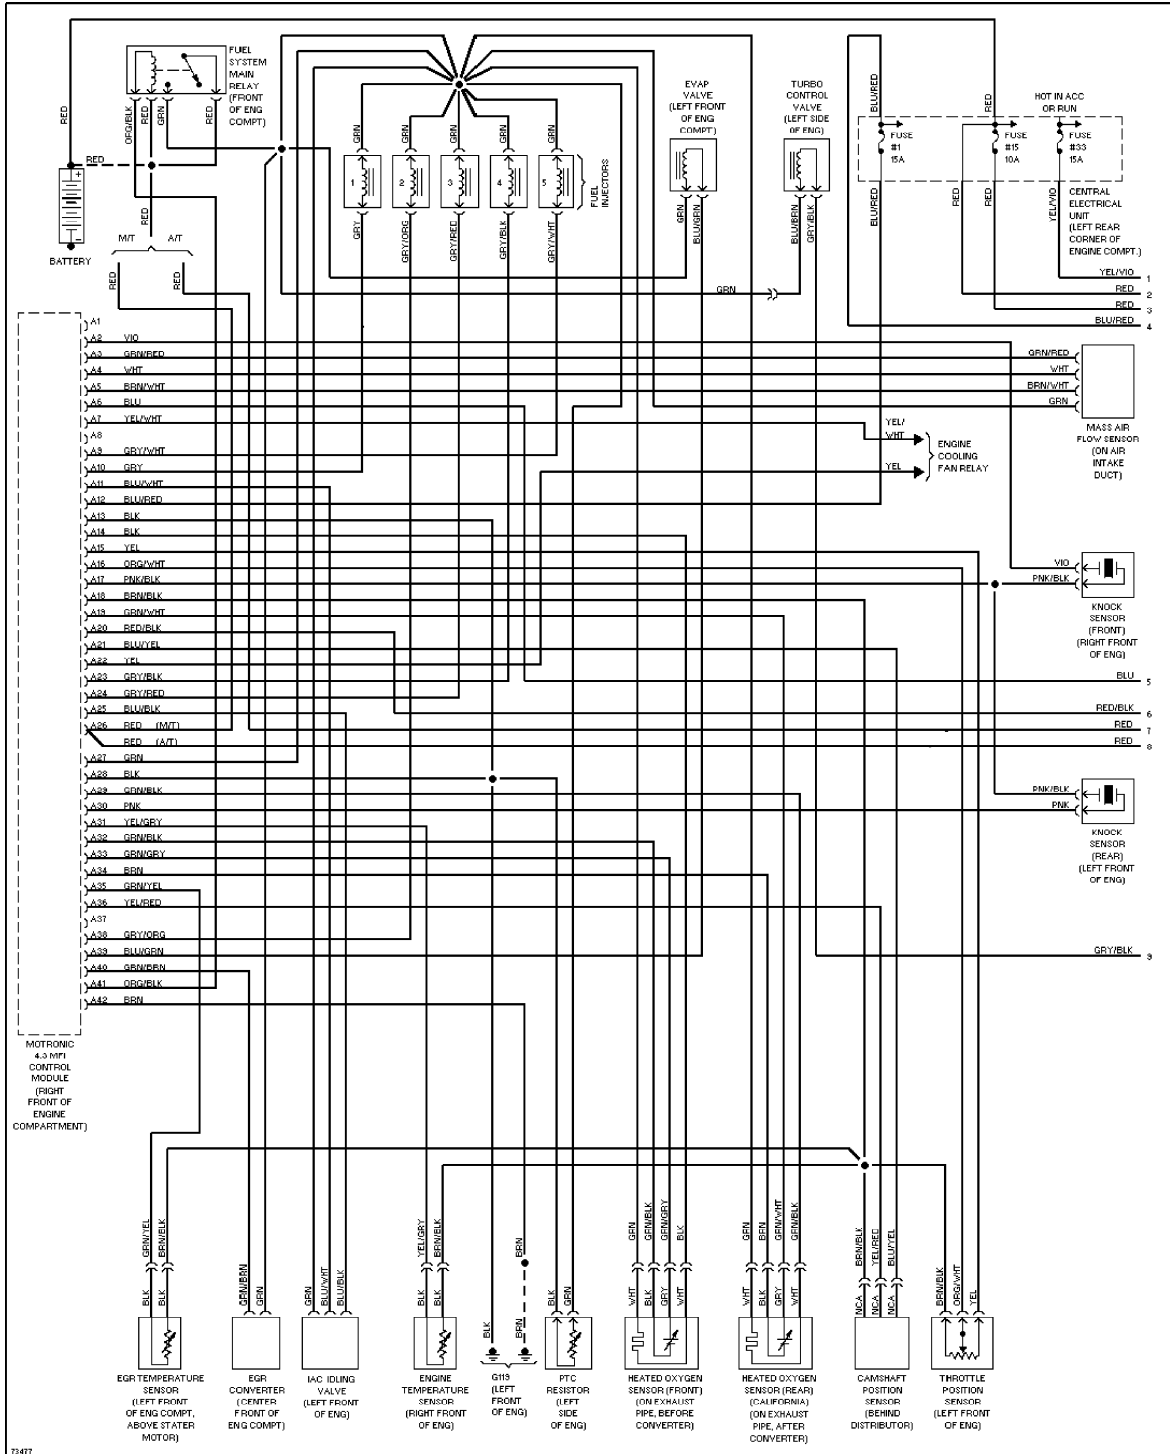 FUEL
SYSTEM
MAIN
RELAY
(FRONT
OF ENG
COMPT)
RED
ORG/BLK
RED
GRN
RED
RED
RED
M/T
A/T
RED
RED
BATTERY
GRN
GRN
GRN
GRN
GRN
1
2
3
4
5
FUEL
INJECTORS
GRY
GRY/ORG
GRY/RED
GRY/BLK
GRY/WHT
EVAP
VALVE
(LEFT FRONT
OF ENG
COMPT)
GRN
BLU/GRN
TURBO
CONTROL
VALVE
(LEFT SIDE
OF ENG)
BLU/BRN
GRY/BLK
GRN
BLU/RED
RED
HOT IN ACC
OR RUN
FUSE
#1
15A
FUSE
#15
10A
FUSE
#33
15A
BLU/RED
RED
RED
YEL/VIO
CENTRAL
ELECTRICAL
UNIT
(LEFT REAR
CORNER OF
ENGINE COMPT.)
YEL/VIO 1
RED 2
RED 3
BLU/RED 4
A1
A2 VIO
A3 GRN/RED
A4 WHT
A5 BRN/WHT
A6 BLU
A7 YEL/WHT
A8
A9 GRY/WHT
A10 GRY
A11 BLU/WHT
A12 BLU/RED
A13 BLK
A14 BLK
A15 YEL
A16 ORG/WHT
A17 PNK/BLK
A18 BRN/BLK
A19 GRN/WHT
A20 RED/BLK
A21 BLU/YEL
A22 YEL
A23 GRY/BLK
A24 GRY/RED
A25 BLU/BLK
A26 RED (M/T)
RED (A/T)
A27 GRN
A28 BLK
A29 GRN/BLK
A30 PNK
A31 YEL/GRY
A32 GRN/BLK
A33 GRN/GRY
A34 BRN
A35 GRN/YEL
A36 YEL/RED
A37
A38 GRY/ORG
A39 BLU/GRN
A40 GRN/BRN
A41 ORG/BLK
A42 BRN
MOTRONIC
4.3 MFI
CONTROL
MODULE
(RIGHT
FRONT OF
ENGINE
COMPARTMENT)
GRN/RED
WHT
BRN/WHT
GRN
MASS AIR
FLOW SENSOR
(ON AIR
INTAKE
DUCT)
YEL/
WHT
YEL
ENGINE
COOLING
FAN RELAY
VIO
PNK/BLK
KNOCK
SENSOR
(FRONT)
(RIGHT FRONT
OF ENG)
BLU 5
RED/BLK 6
RED 7
RED 8
PNK/BLK
PNK
KNOCK
SENSOR
(REAR)
(LEFT FRONT
OF ENG)
GRY/BLK 9
GRN/YEL
BRN/BLK
BLK
BLK
EGR TEMPERATURE
SENSOR
(LEFT FRONT
OF ENG COMPT,
ABOVE STATER
MOTOR)
GRN/BRN
GRN
EGR
CONVERTER
(CENTER
FRONT OF
ENG COMPT)
GRN
BLU/WHT
BLU/BLK
IAC IDLING
VALVE
(LEFT FRONT
OF ENG)
YEL/GRY
BRN/BLK
BLK
BLK
ENGINE
TEMPERATURE
SENSOR
(RIGHT FRONT
OF ENG)
BLK
BRN
BRN
G119
(LEFT
FRONT
OF ENG)
BLK
GRN
PTC
RESISTOR
(LEFT
SIDE
OF ENG)
GRN
GRN/BLK
GRN/GRY
BLK
WHT
BLK
GRY
WHT
HEATED OXYGEN
SENSOR (FRONT)
(ON EXHAUST
PIPE, BEFORE
CONVERTER)
GRN
BRN
GRN/WHT
GRN/BLK
WHT
BLK
GRY
WHT
HEATED OXYGEN
SENSOR (REAR)
(CALIFORNIA)
(ON EXHAUST
PIPE, AFTER
CONVERTER)
BRN/BLK
YEL/RED
BLU/YEL
NCA
NCA
NCA
CAMSHAFT
POSITION
SENSOR
(BEHIND
DISTRIBUTOR)
BRN/BLK
ORG/WHT
YEL
THROTTLE
POSITION
SENSOR
(LEFT FRONT
OF ENG)
73477